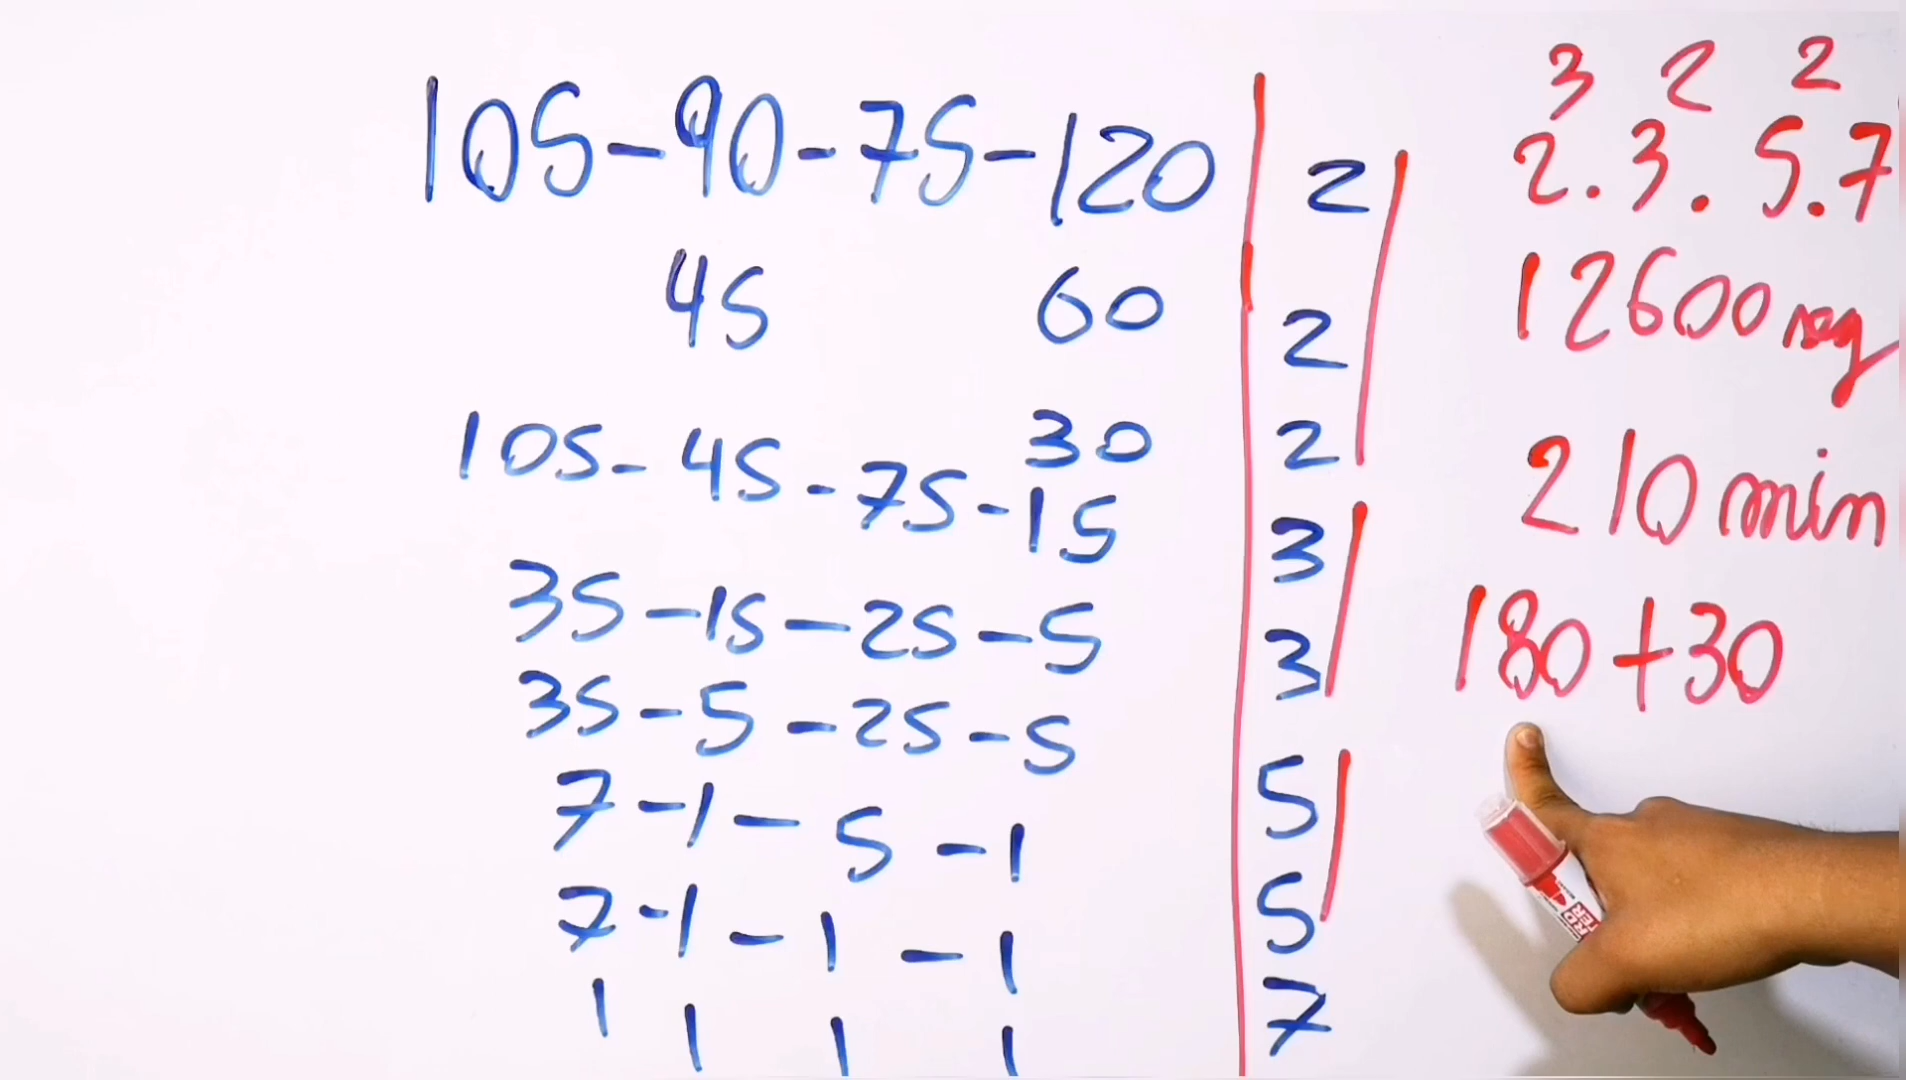 105-90-75-120 2
45 60 2
30 2
105-45-75-15 3
35-15-25-5 3
35-5-25-5 5
7-1-5-1 5
7-1-1-1 7
1 1 1 1
3 2 2
2.3.5.7
12600 seg
210 min
180+30